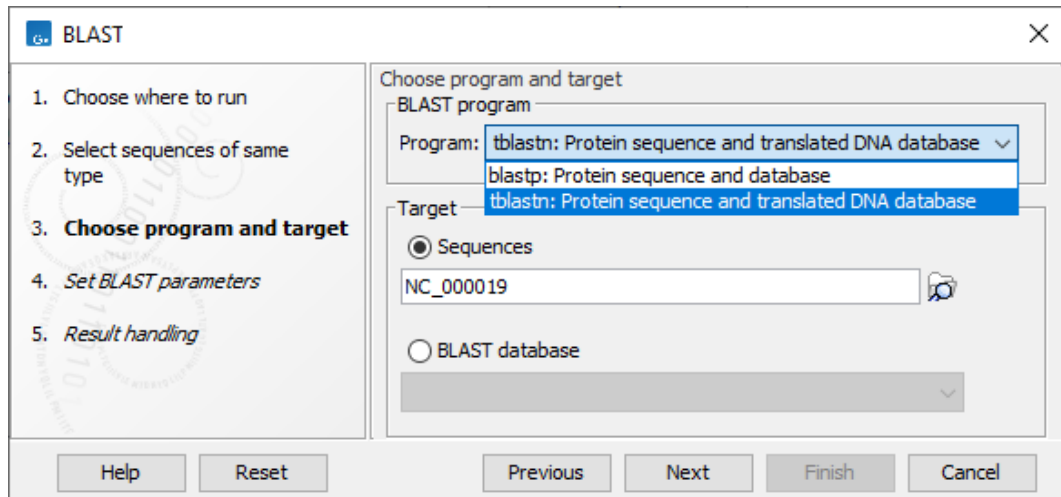 BLAST
1. Choose where to run
2. Select sequences of same
type
3. Choose program and target
4. Set BLAST parameters
5. Result handling
Choose program and target
BLAST program
Program: tblastn: Protein sequence and translated DNA database
blastp: Protein sequence and database
tblastn: Protein sequence and translated DNA database
Target
Sequences
NC_000019
BLAST database
Help Reset Previous Next Finish Cancel